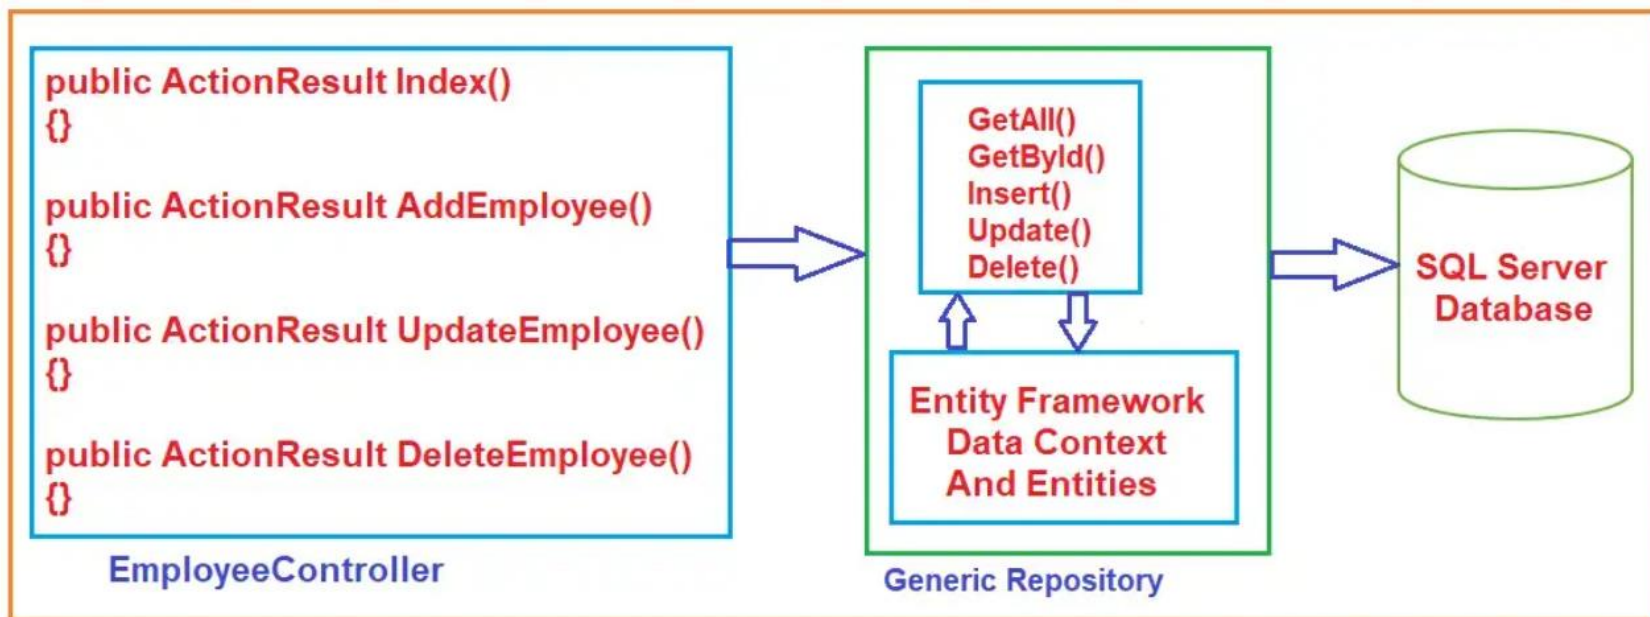 public ActionResult Index()
{}
public ActionResult AddEmployee()
{}
public ActionResult UpdateEmployee()
{}
public ActionResult DeleteEmployee()
{}
EmployeeController
GetAll()
GetById()
Insert()
Update()
Delete()
Entity Framework
Data Context
And Entities
Generic Repository
SQL Server
Database